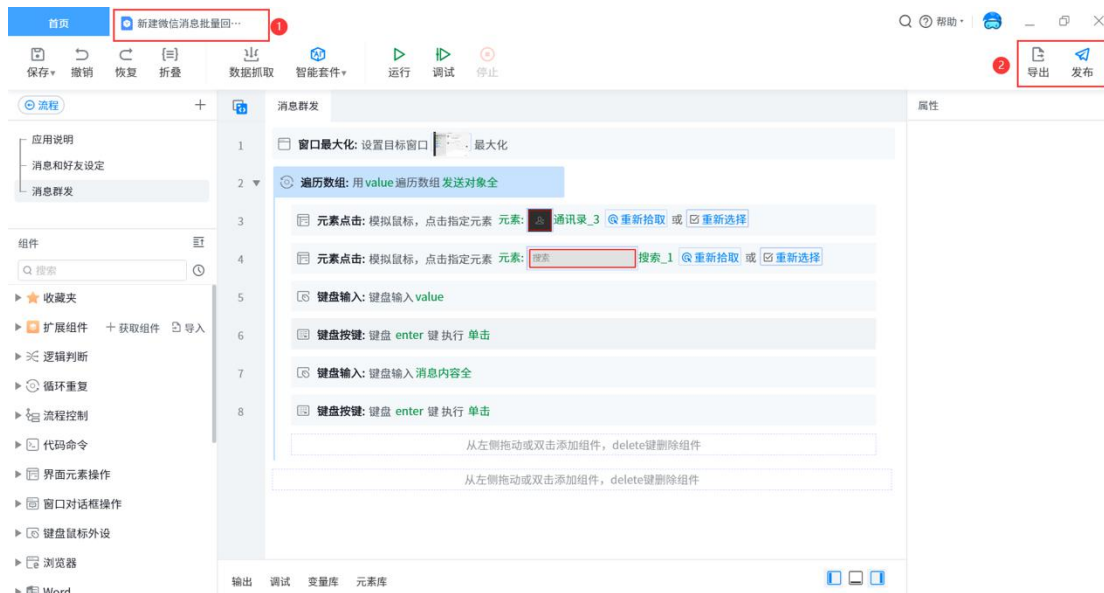 首页 新建微信消息批量回··· 1 帮助
保存 撤销 恢复 折叠 数据抓取 智能套件 运行 调试 停止 2 导出 发布
流程 消息群发 属性
应用说明
消息和好友设定
消息群发
1 窗口最大化: 设置目标窗口 最大化
2 遍历数组: 用 value 遍历数组 发送对象全
3 元素点击: 模拟鼠标，点击指定元素 元素: 通讯录_3 重新拾取 或 重新选择
4 元素点击: 模拟鼠标，点击指定元素 元素: 搜索 搜索_1 重新拾取 或 重新选择
5 键盘输入: 键盘输入 value
6 键盘按键: 键盘 enter 键 执行 单击
7 键盘输入: 键盘输入 消息内容全
8 键盘按键: 键盘 enter 键 执行 单击
从左侧拖动或双击添加组件，delete键删除组件
从左侧拖动或双击添加组件，delete键删除组件
组件
搜索
收藏夹
扩展组件 获取组件 导入
逻辑判断
循环重复
流程控制
代码命令
界面元素操作
窗口对话框操作
键盘鼠标外设
浏览器
Word
输出 调试 变量库 元素库